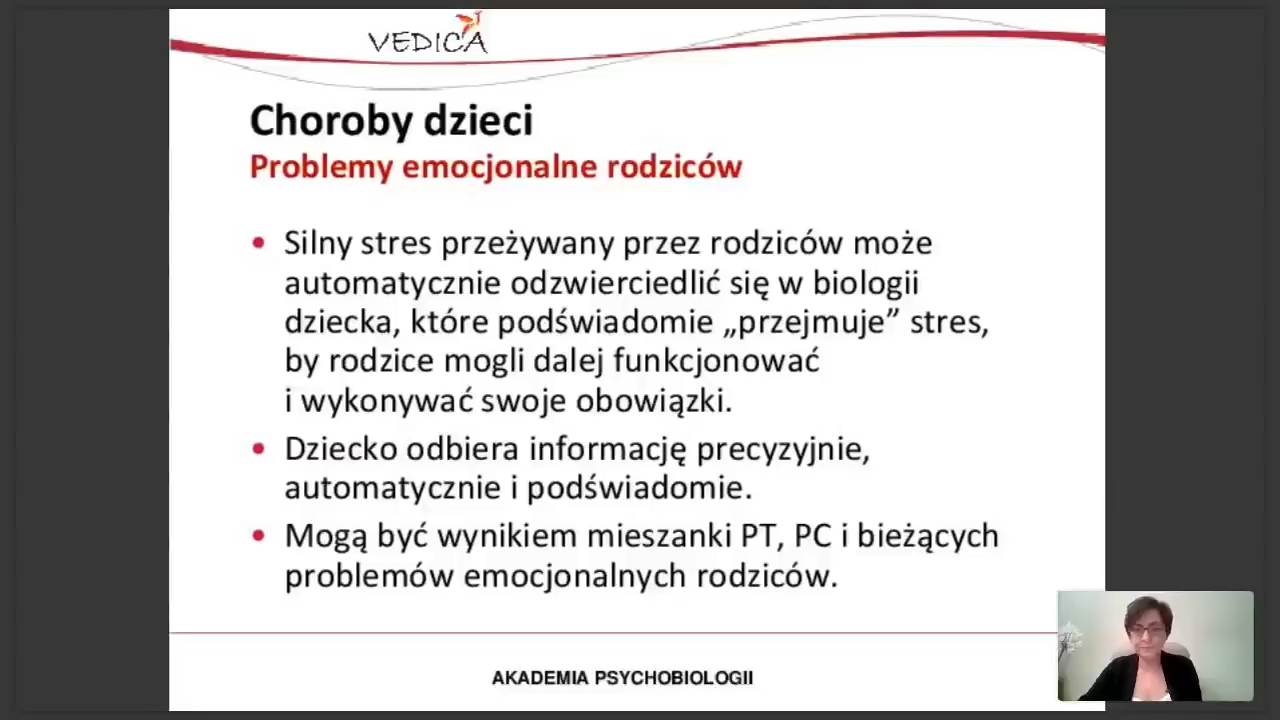 VEDICA
Choroby dzieci
Problemy emocjonalne rodziców
• Silny stres przeżywany przez rodziców może
automatycznie odzwierciedlić się w biologii
dziecka, które podświadomie „przejmuje” stres,
by rodzice mogli dalej funkcjonować
i wykonywać swoje obowiązki.
• Dziecko odbiera informację precyzyjnie,
automatycznie i podświadomie.
• Mogą być wynikiem mieszanki PT, PC i bieżących
problemów emocjonalnych rodziców.
AKADEMIA PSYCHOBIOLOGII